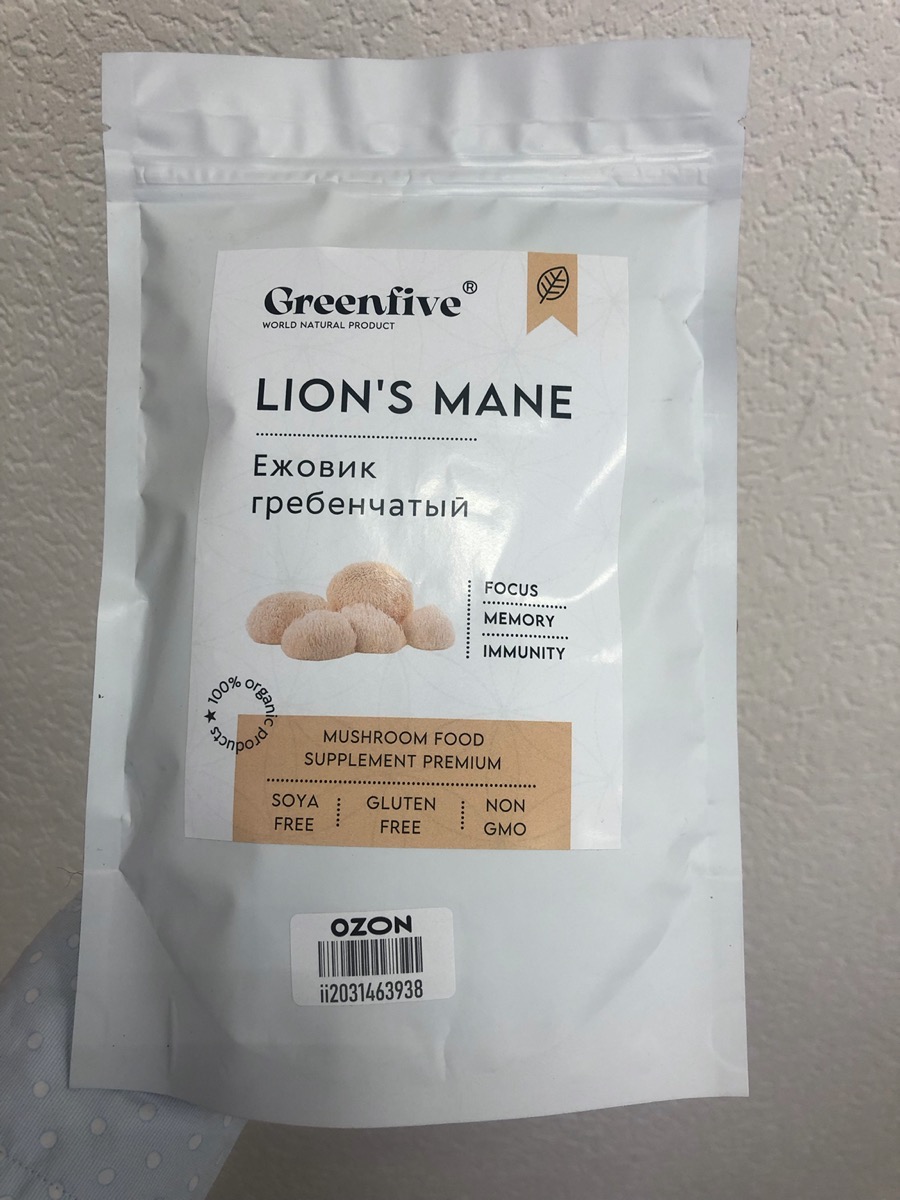 Greenfive®
WORLD NATURAL PRODUCT
LION'S MANE
Ежовик
гребенчатый
FOCUS
MEMORY
IMMUNITY
★ 100% organic products
MUSHROOM FOOD
SUPPLEMENT PREMIUM
SOYA FREE
GLUTEN FREE
NON GMO
OZON
ii2031463938